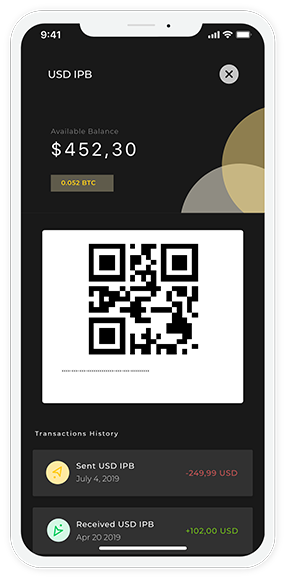 9:41
USD IPB
Available Balance
$452,30
0.052 BTC
Transactions History
Sent USD IPB
July 4, 2019
-249,99 USD
Received USD IPB
Apr 20 2019
+102,00 USD